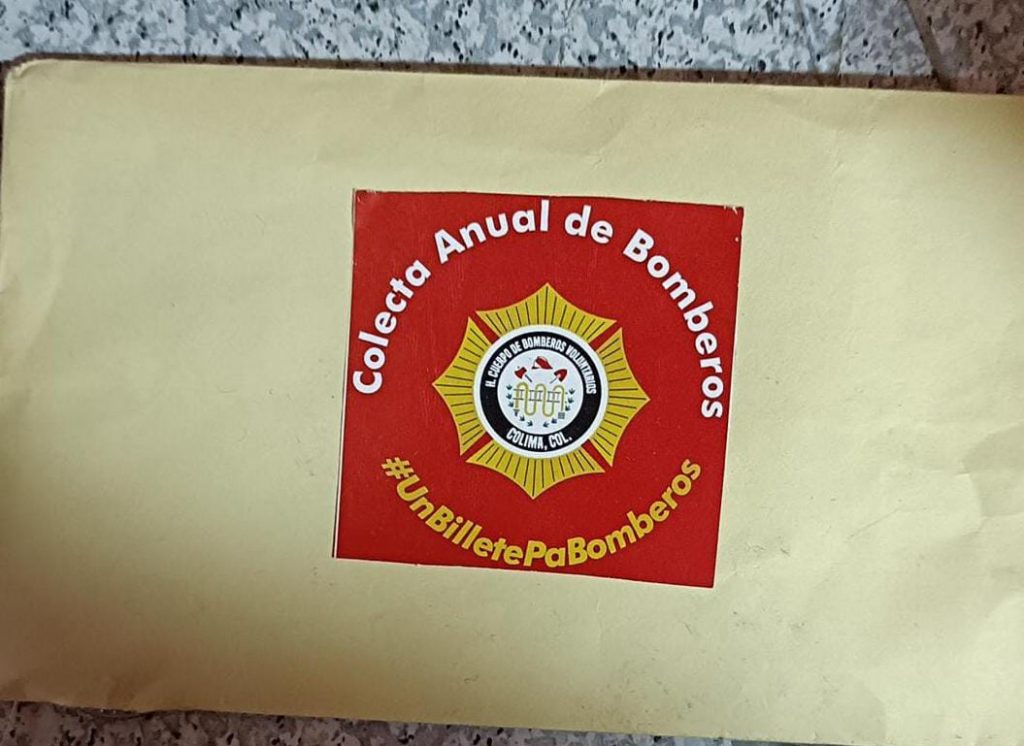 Colecta Anual de Bomberos
H. CUERPO DE BOMBEROS VOLUNTARIOS
COLIMA, COL.
#UnBilletePaBomberos